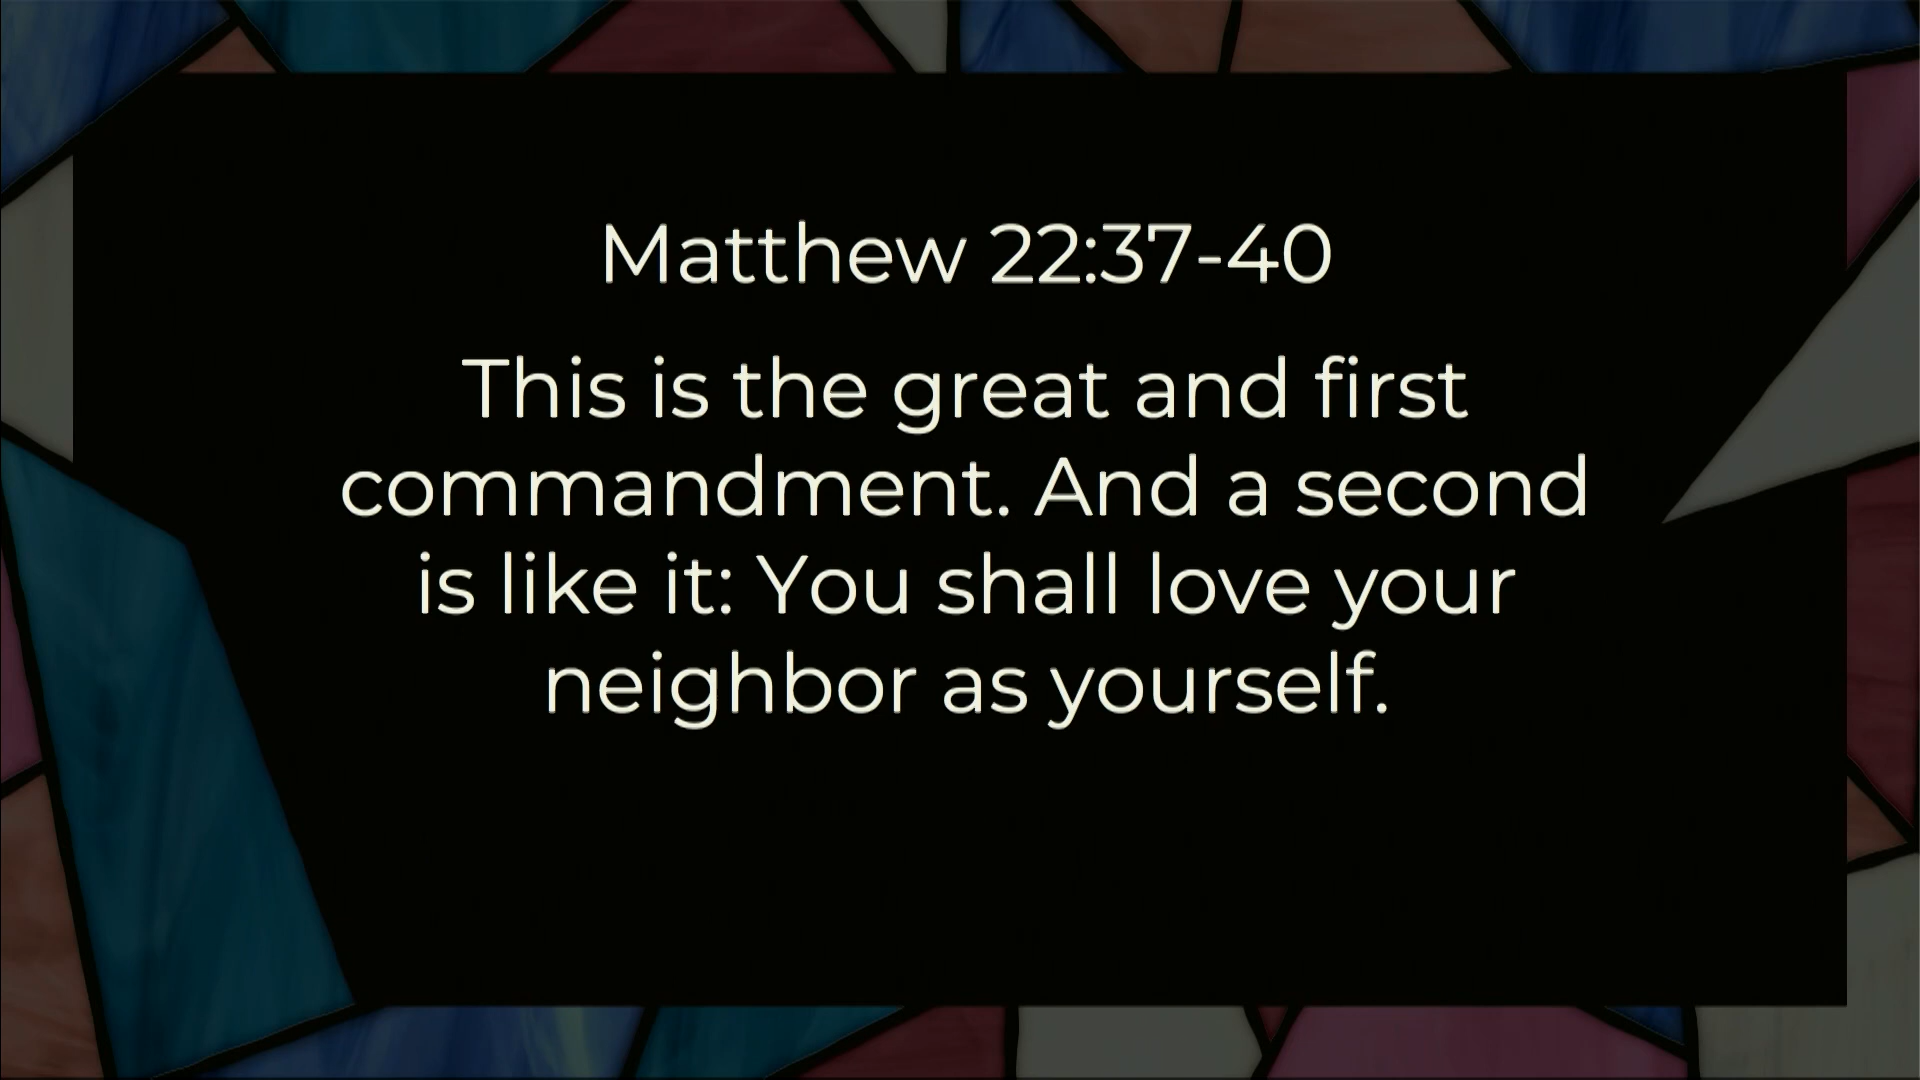 Matthew 22:37-40
This is the great and first
commandment. And a second
is like it: You shall love your
neighbor as yourself.